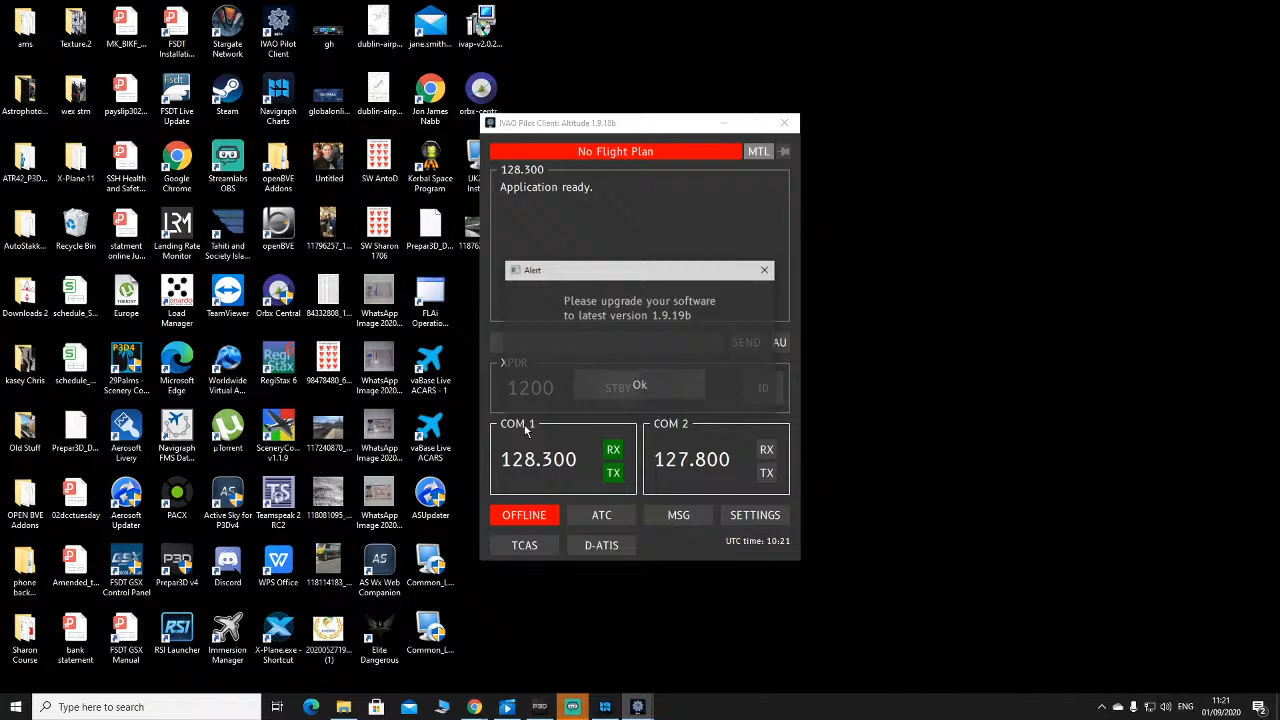 ams
Texture.2
MK_BIKF_...
FSDT
Installati...
Stargate
Network
IVAO Pilot
Client
gh
dublin-airp...
jane.smith...
ivap-v2.0.2...
Astrophoto...
wex stm
payslip302...
FSDT Live
Update
Steam
Navigraph
Charts
globalonli...
dublin-airp...
Jon James
Nabb
orbx-centr...
ATR42_P3D...
X-Plane 11
SSH Health
and Safet...
Google
Chrome
Streamlabs
OBS
openBVE
Addons
Untitled
SW AntoD
Kerbal Space
Program
AutoStakk...
Recycle Bin
statment
online Ju...
Landing Rate
Monitor
Tahiti and
Society Isla...
openBVE
11796257_1...
SW Sharon
1706
Prepar3D_D...
Downloads 2
schedule_S...
Europe
Load
Manager
TeamViewer
Orbx Central
84332808_1...
WhatsApp
Image 2020...
FLAi
Operatio...
kasey Chris
schedule_...
29Palms -
Scenery Co...
Microsoft
Edge
Worldwide
Virtual A...
RegiStax 6
98478480_6...
WhatsApp
Image 2020...
vaBase Live
ACARS - 1
Old Stuff
Prepar3D_D...
Aerosoft
Livery
Navigraph
FMS Dat...
µTorrent
SceneryCo...
v1.1.9
117240870_...
WhatsApp
Image 2020...
vaBase Live
ACARS
OPEN BVE
Addons
02dcctuesday
Aerosoft
Updater
PACX
Active Sky for
P3Dv4
Teamspeak 2
RC2
118081095_...
WhatsApp
Image 2020...
ASUpdater
phone
back...
Amended_t...
FSDT GSX
Control Panel
Prepar3D v4
Discord
WPS Office
118114183_...
AS Wx Web
Companion
Common_L...
Sharon
Course
bank
statement
FSDT GSX
Manual
RSI Launcher
Immersion
Manager
X-Plane.exe -
Shortcut
2020052719...
(1)
Elite
Dangerous
Common_L...
IVAO Pilot Client: Altitude 1.9.10b
No Flight Plan
MTL
128.300
Application ready.
Alert
Please upgrade your software
to latest version 1.9.19b
SEND
AU
XPDR
1200
STBY
Ok
ID
COM 1
128.300
RX
TX
COM 2
127.800
RX
TX
OFFLINE
ATC
MSG
SETTINGS
TCAS
D-ATIS
UTC time: 10:21
Type here to search
P3D
ENG
11:21
01/09/2020